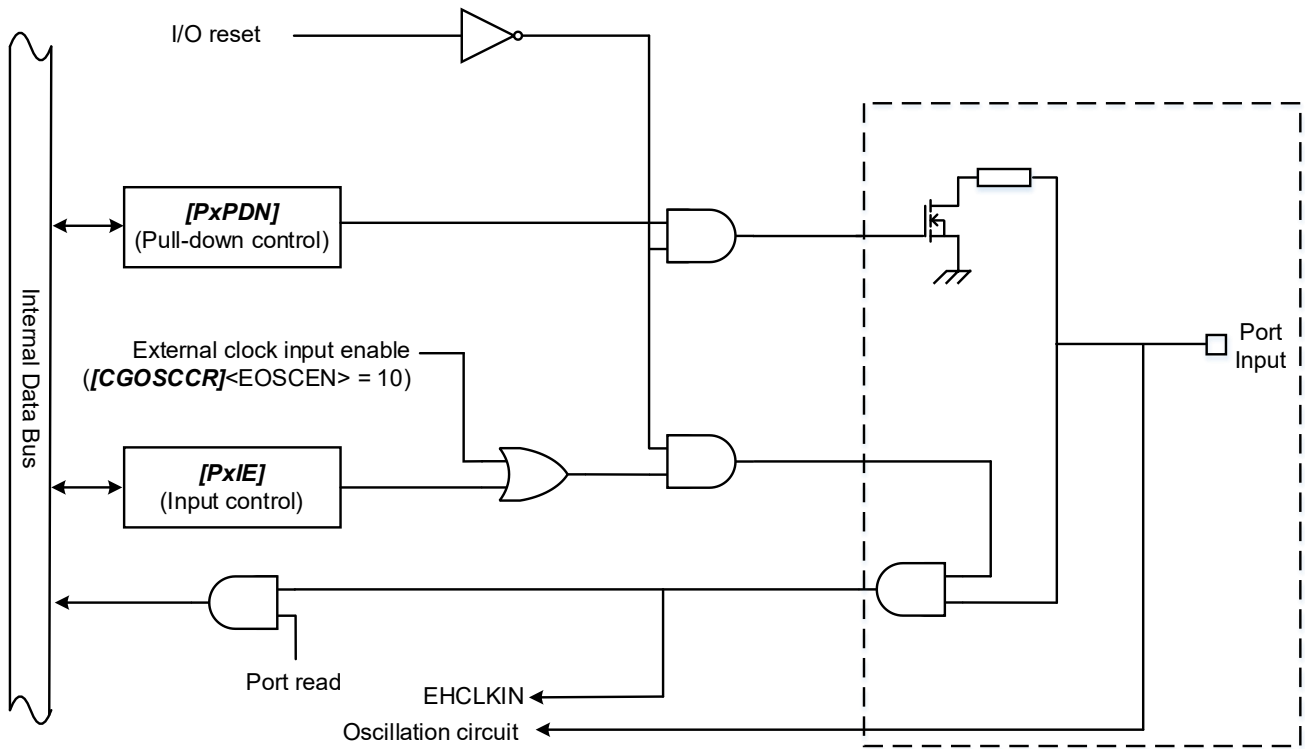 I/O reset
[PxPDN]
(Pull-down control)
Internal Data Bus
External clock input enable
([CGOSCCR]<EOSCEN> = 10)
Port
Input
[PxIE]
(Input control)
Port read
EHCLKIN
Oscillation circuit